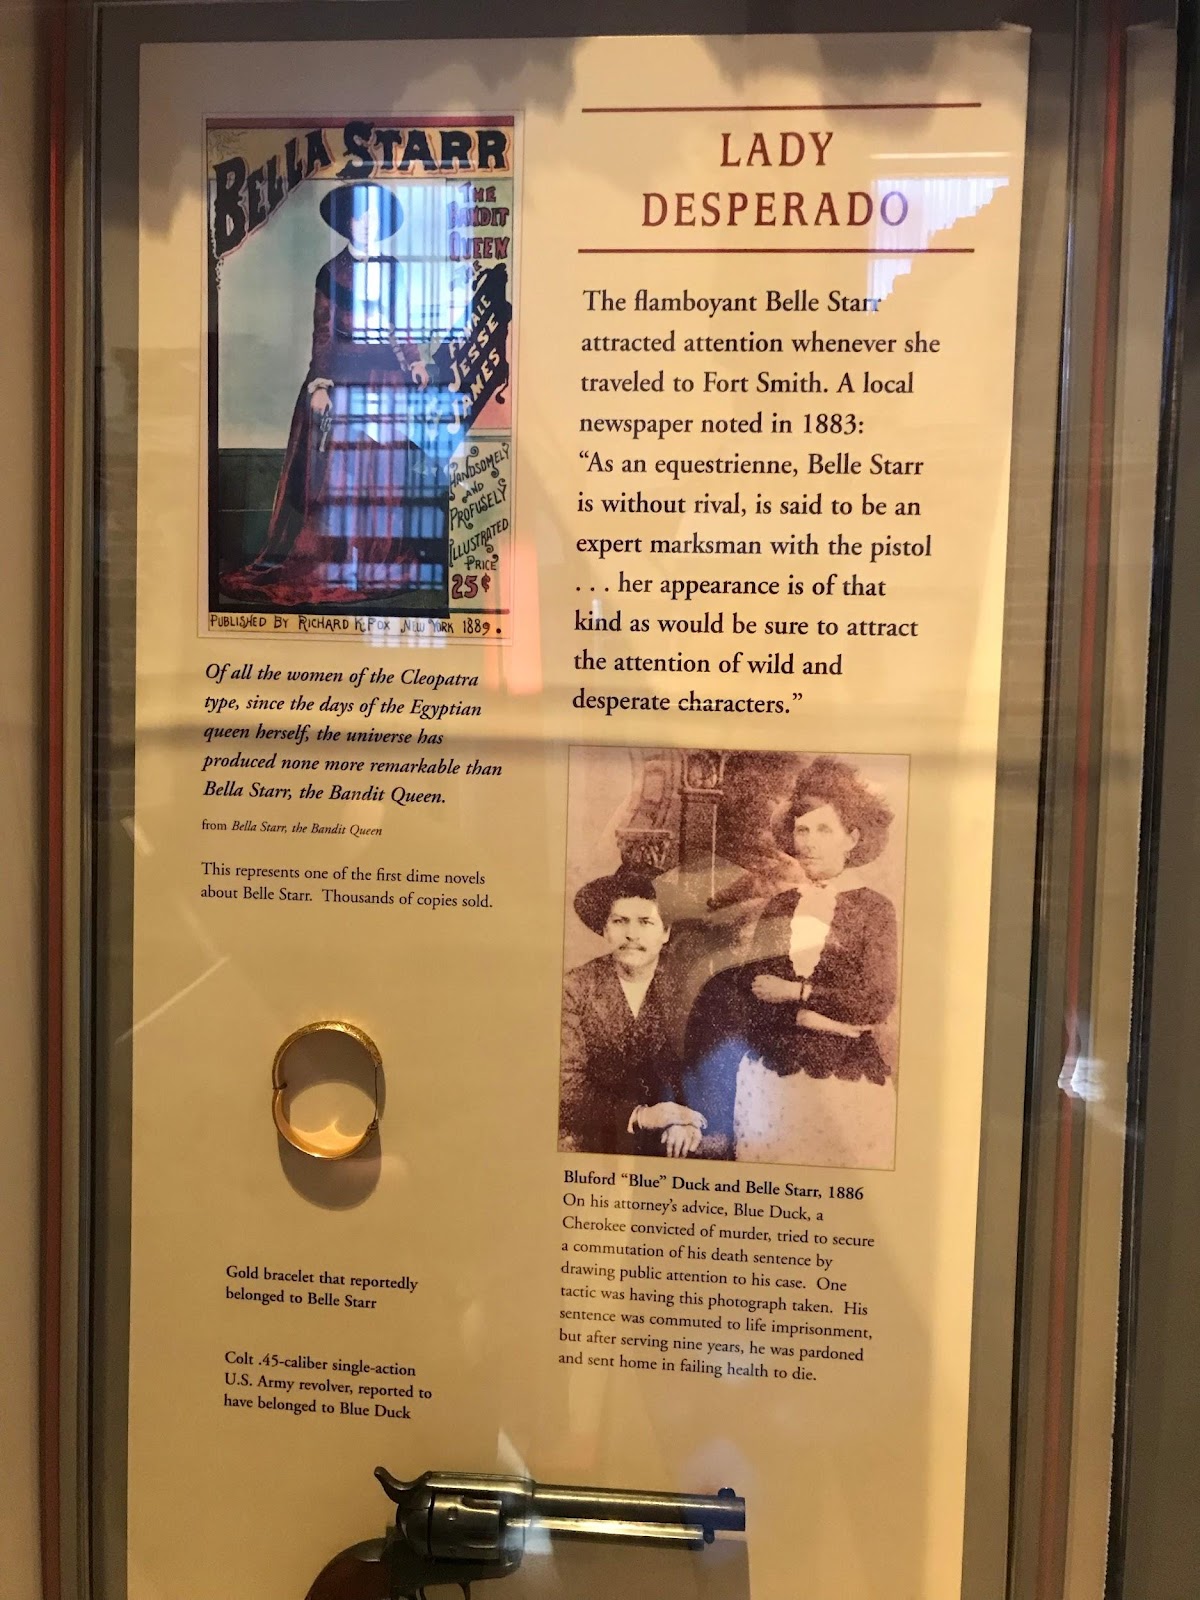 BELLA STARR
THE
BANDIT
QUEEN
FEMALE
JESSE
JAMES
HANDSOMELY
AND
PROFUSELY
ILLUSTRATED
PRICE
25¢
PUBLISHED BY RICHARD K. FOX NEW YORK 1889.
Of all the women of the Cleopatra
type, since the days of the Egyptian
queen herself, the universe has
produced none more remarkable than
Bella Starr, the Bandit Queen.
from Bella Starr, the Bandit Queen
This represents one of the first dime novels
about Belle Starr. Thousands of copies sold.
Gold bracelet that reportedly
belonged to Belle Starr
Colt .45-caliber single-action
U.S. Army revolver, reported to
have belonged to Blue Duck
LADY
DESPERADO
The flamboyant Belle Starr
attracted attention whenever she
traveled to Fort Smith. A local
newspaper noted in 1883:
“As an equestrienne, Belle Starr
is without rival, is said to be an
expert marksman with the pistol
. . . her appearance is of that
kind as would be sure to attract
the attention of wild and
desperate characters.”
Bluford “Blue” Duck and Belle Starr, 1886
On his attorney’s advice, Blue Duck, a
Cherokee convicted of murder, tried to secure
a commutation of his death sentence by
drawing public attention to his case. One
tactic was having this photograph taken. His
sentence was commuted to life imprisonment,
but after serving nine years, he was pardoned
and sent home in failing health to die.